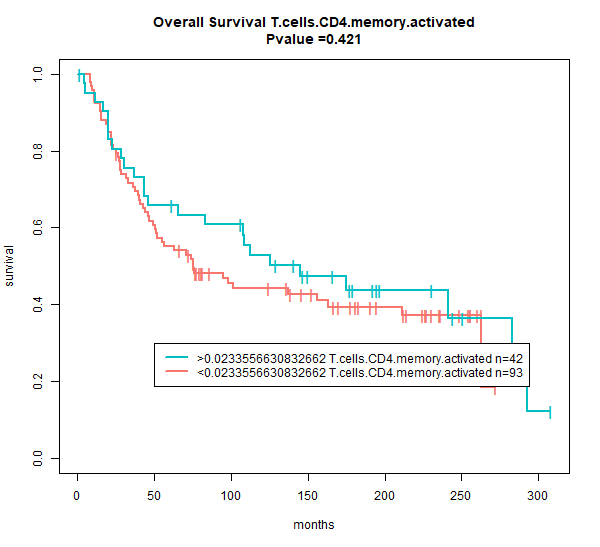 Overall Survival T.cells.CD4.memory.activated
Pvalue =0.421
survival
1.0
0.8
0.6
0.4
0.2
0.0
>0.0233556630832662 T.cells.CD4.memory.activated n=42
<0.0233556630832662 T.cells.CD4.memory.activated n=93
0 50 100 150 200 250 300
months